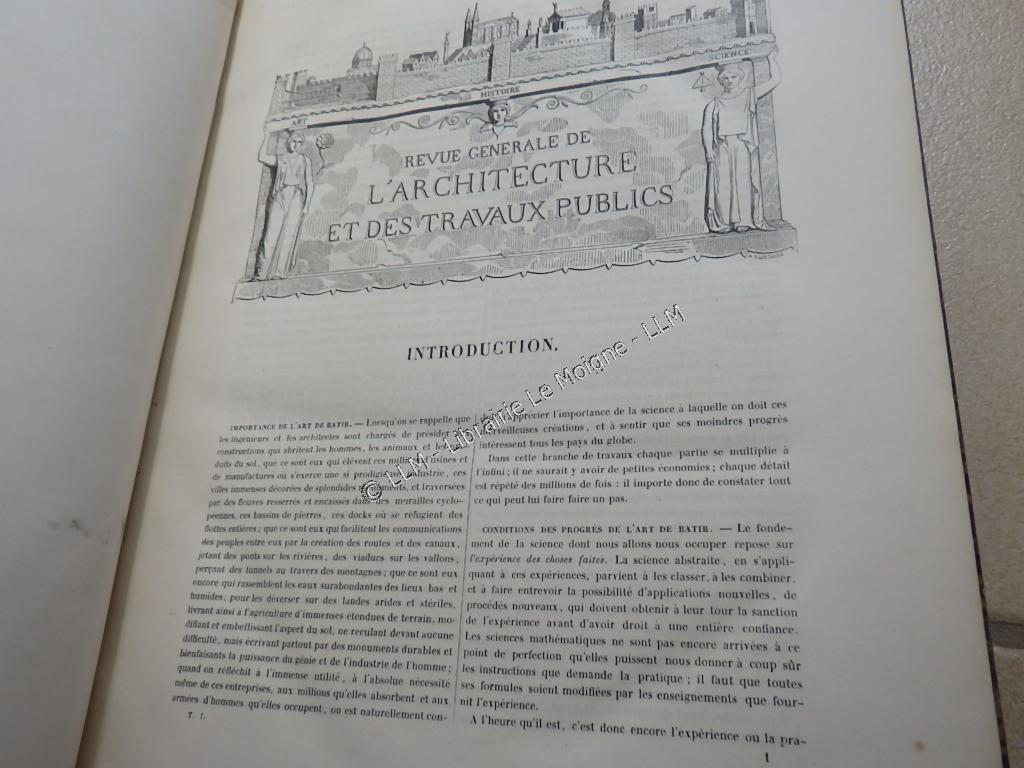 ART
HISTOIRE
SCIENCE
REVUE GENERALE DE
L'ARCHITECTURE
ET DES TRAVAUX PUBLICS
INTRODUCTION.
IMPORTANCE DE L'ART DE BATIR. — Lorsqu'on se rappelle que
les ingénieurs et les architectes sont chargés de présider aux
constructions qui abritent les hommes, les animaux et les
duits du sol, que ce sont eux qui élèvent ces milliers d'usines et
de manufactures où s'exerce une si prodigieuse industrie, ces
villes immenses décorées de splendides monuments, et traversées
par des fleuves resserrés et encaissés dans des murailles cyclo-
péennes, ces bassins de pierres, ces docks où se réfugient des
flottes entières; que ce sont eux qui facilitent les communications
des peuples entre eux par la création des routes et des canaux,
jetant des ponts sur les rivières, des viaducs sur les vallons,
perçant des tunnels au travers des montagnes; que ce sont eux
encore qui rassemblent les eaux surabondantes des lieux bas et
humides, pour les déverser sur des landes arides et stériles,
livrant ainsi à l'agriculture d'immenses étendues de terrain, mo-
difiant et embellissant l'aspect du sol, ne reculant devant aucune
difficulté, mais écrivant partout par des monuments durables et
bienfaisants la puissance du génie et de l'industrie de l'homme;
quand on réfléchit à l'immense utilité, à l'absolue nécessité
même de ces entreprises, aux millions qu'elles absorbent et aux
armées d'hommes qu'elles occupent, on est naturellement con-
T. I.
apprécier l'importance de la science à laquelle on doit ces
merveilleuses créations, et à sentir que ses moindres progrès
intéressent tous les pays du globe.
Dans cette branche de travaux chaque partie se multiplie à
l'infini; il ne saurait y avoir de petites économies; chaque détail
est répété des millions de fois: il importe donc de constater tout
ce qui peut lui faire faire un pas.
CONDITIONS DES PROGRÈS DE L'ART DE BATIR. — Le fonde-
ment de la science dont nous allons nous occuper repose sur
l'expérience des choses faites. La science abstraite, en s'appli-
quant à ces expériences, parvient à les classer, à les combiner,
et à faire entrevoir la possibilité d'applications nouvelles, de
procédés nouveaux, qui doivent obtenir à leur tour la sanction
de l'expérience avant d'avoir droit à une entière confiance.
Les sciences mathématiques ne sont pas encore arrivées à ce
point de perfection qu'elles puissent nous donner à coup sûr
les instructions que demande la pratique; il faut que toutes
ses formules soient modifiées par les enseignements que four-
nit l'expérience.
A l'heure qu'il est, c'est donc encore l'expérience ou la pra-
1
© LLM - Librairie Le Moigne - LLM